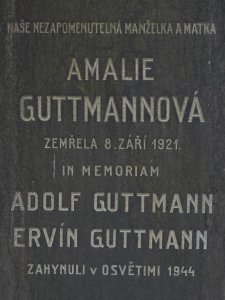 NAŠE NEZAPOMENUTELNÁ MANŽELKA A MATKA
AMALIE
GUTTMANNOVÁ
ZEMŘELA 8. ZÁŘÍ 1921.
IN MEMORIAM
ADOLF GUTTMANN
ERVÍN GUTTMANN
ZAHYNULI V OSVĚTIMI 1944